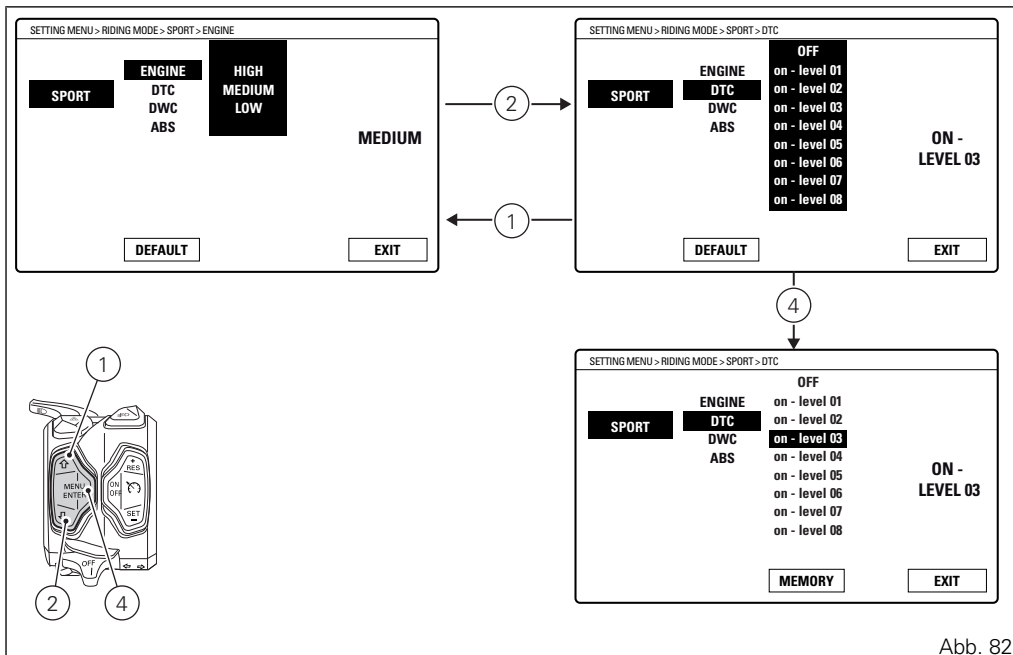 SETTING MENU > RIDING MODE > SPORT > ENGINE
SPORT
ENGINE
DTC
DWC
ABS
HIGH
MEDIUM
LOW
MEDIUM
DEFAULT
EXIT
2
1
SETTING MENU > RIDING MODE > SPORT > DTC
SPORT
ENGINE
DTC
DWC
ABS
OFF
on - level 01
on - level 02
on - level 03
on - level 04
on - level 05
on - level 06
on - level 07
on - level 08
ON -
LEVEL 03
DEFAULT
EXIT
4
1
MENU
ENTER
ON
OFF
+
RES
SET
-
OFF
2
4
SETTING MENU > RIDING MODE > SPORT > DTC
SPORT
ENGINE
DTC
DWC
ABS
OFF
on - level 01
on - level 02
on - level 03
on - level 04
on - level 05
on - level 06
on - level 07
on - level 08
ON -
LEVEL 03
MEMORY
EXIT
Abb. 82